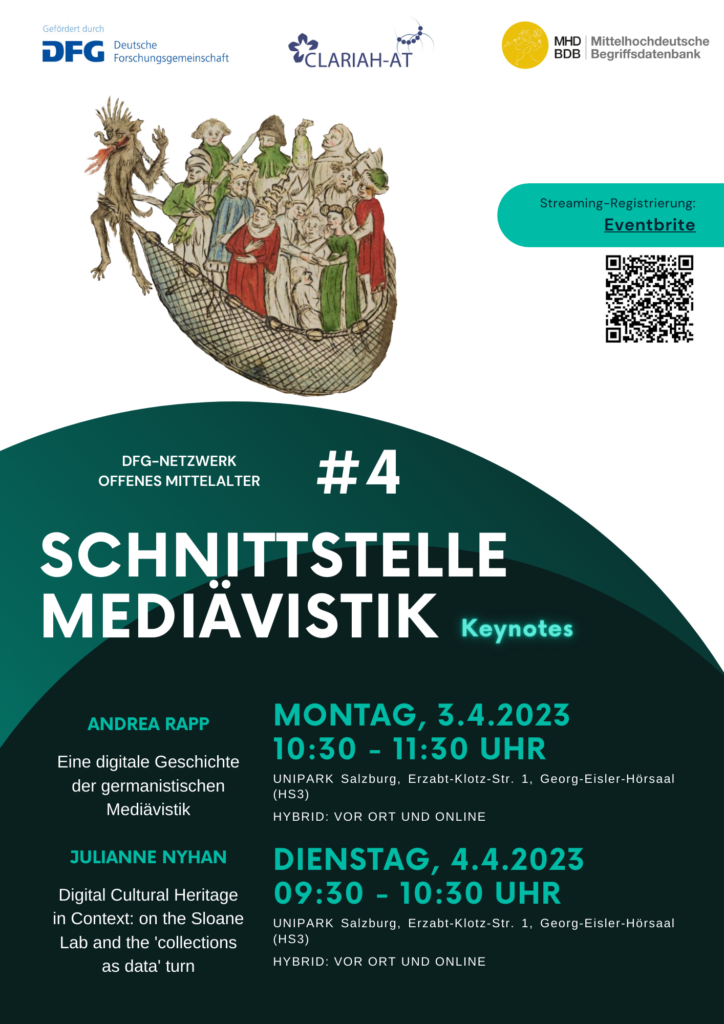 Gefördert durch
DFG Deutsche
Forschungsgemeinschaft
CLARIAH-AT
MHD
BDB
Mittelhochdeutsche
Begriffsdatenbank
Streaming-Registrierung:
Eventbrite
DFG-NETZWERK
OFFENES MITTELALTER
#4
SCHNITTSTELLE
MEDIÄVISTIK Keynotes
ANDREA RAPP
Eine digitale Geschichte
der germanistischen
Mediävistik
MONTAG, 3.4.2023
10:30 - 11:30 UHR
UNIPARK Salzburg, Erzabt-Klotz-Str. 1, Georg-Eisler-Hörsaal
(HS3)
HYBRID: VOR ORT UND ONLINE
JULIANNE NYHAN
Digital Cultural Heritage
in Context: on the Sloane
Lab and the 'collections
as data' turn
DIENSTAG, 4.4.2023
09:30 - 10:30 UHR
UNIPARK Salzburg, Erzabt-Klotz-Str. 1, Georg-Eisler-Hörsaal
(HS3)
HYBRID: VOR ORT UND ONLINE